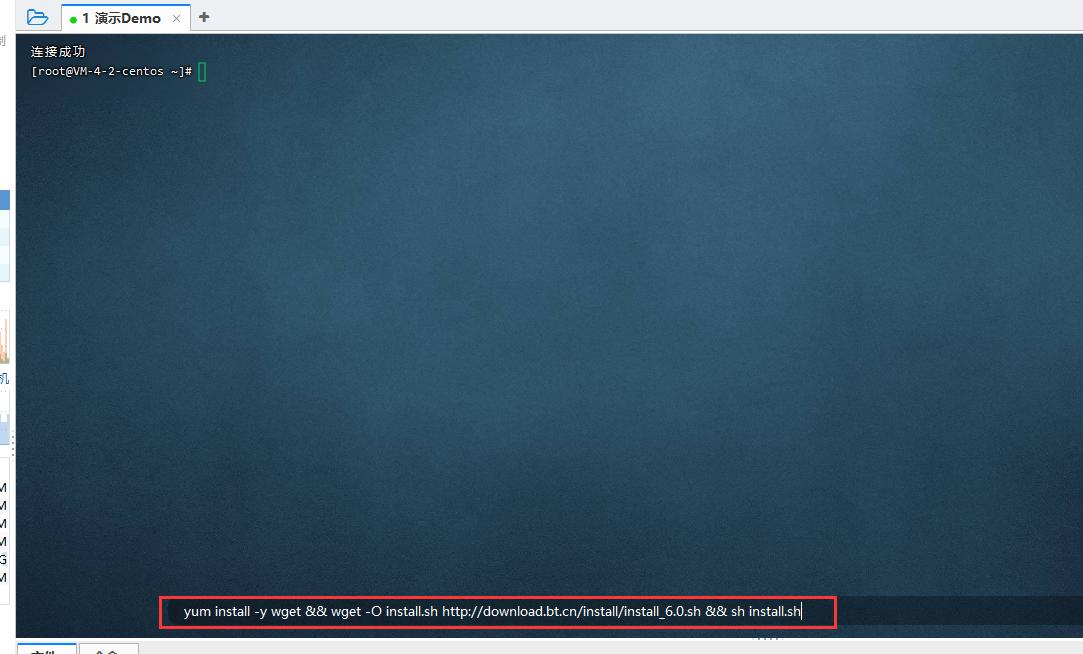 1 演示Demo
连接成功
[root@VM-4-2-centos ~]#
机
M
M
M
M
G
M
yum install -y wget && wget -O install.sh http://download.bt.cn/install/install_6.0.sh && sh install.sh